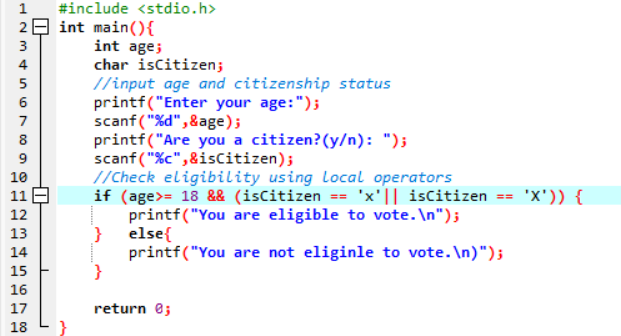 1 #include <stdio.h>
2 int main(){
3 int age;
4 char isCitizen;
5 //input age and citizenship status
6 printf("Enter your age:");
7 scanf("%d",&age);
8 printf("Are you a citizen?(y/n): ");
9 scanf("%c",&isCitizen);
10 //Check eligibility using local operators
11 if (age>= 18 && (isCitizen == 'x'|| isCitizen == 'X')) {
12 printf("You are eligible to vote.\n");
13 } else{
14 printf("You are not eliginle to vote.\n)");
15 }
16
17 return 0;
18 }